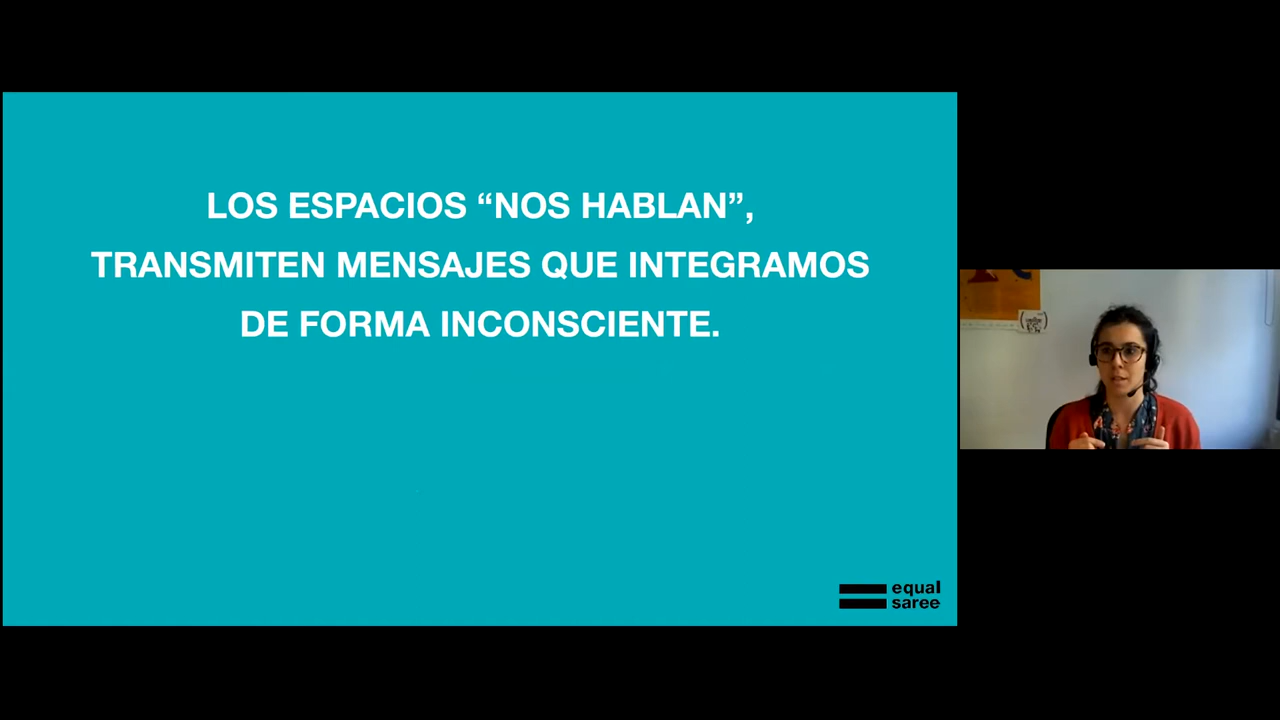 LOS ESPACIOS “NOS HABLAN”,
TRANSMITEN MENSAJES QUE INTEGRAMOS
DE FORMA INCONSCIENTE.
equal
saree